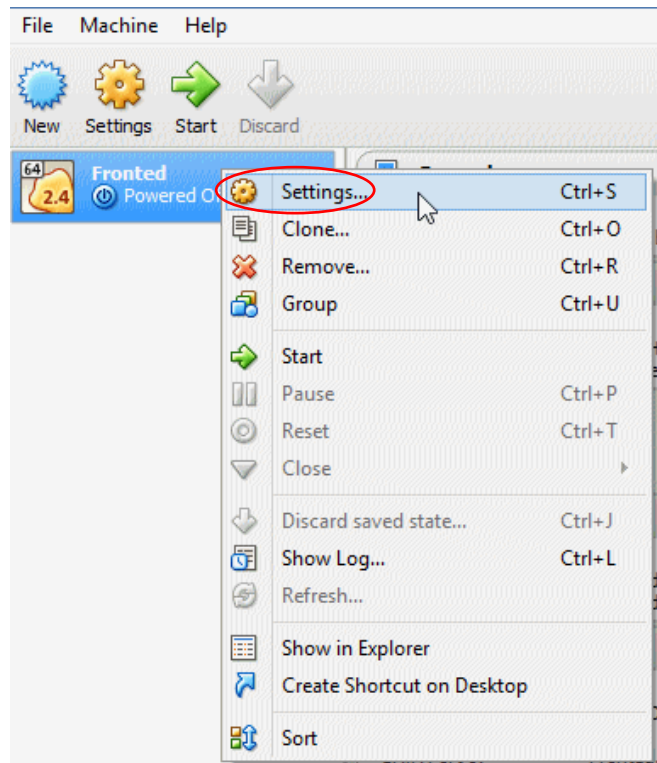 File Machine Help
New Settings Start Discard
64
2.4
Fronted
Powered O
Settings... Ctrl+S
Clone... Ctrl+O
Remove... Ctrl+R
Group Ctrl+U
Start
Pause Ctrl+P
Reset Ctrl+T
Close
Discard saved state... Ctrl+J
Show Log... Ctrl+L
Refresh...
Show in Explorer
Create Shortcut on Desktop
Sort